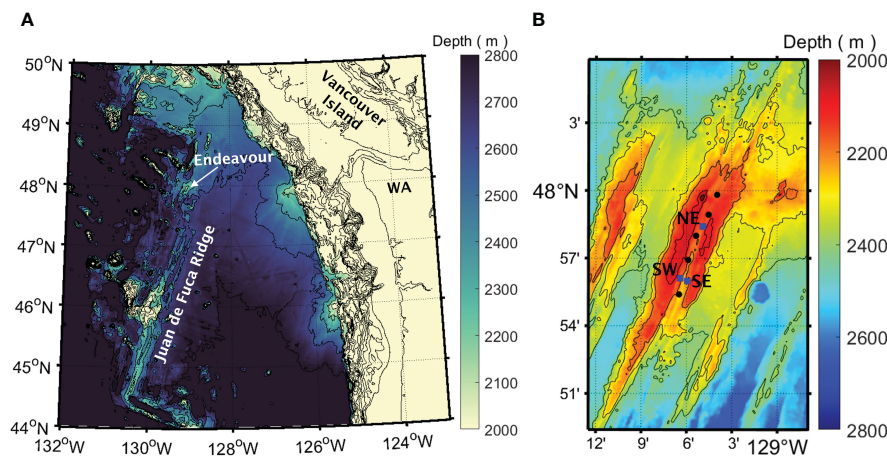 A
B
Depth ( m )
Depth ( m )
50°N
49°N
48°N
47°N
46°N
45°N
44°N
132°W
130°W
128°W
126°W
124°W
Vancouver
Island
Endeavour
WA
Juan de Fuca Ridge
2800
2700
2600
2500
2400
2300
2200
2100
2000
3'
48°N
57'
54'
51'
12'
9'
6'
3'
129°W
NE
SW
SE
2000
2200
2400
2600
2800